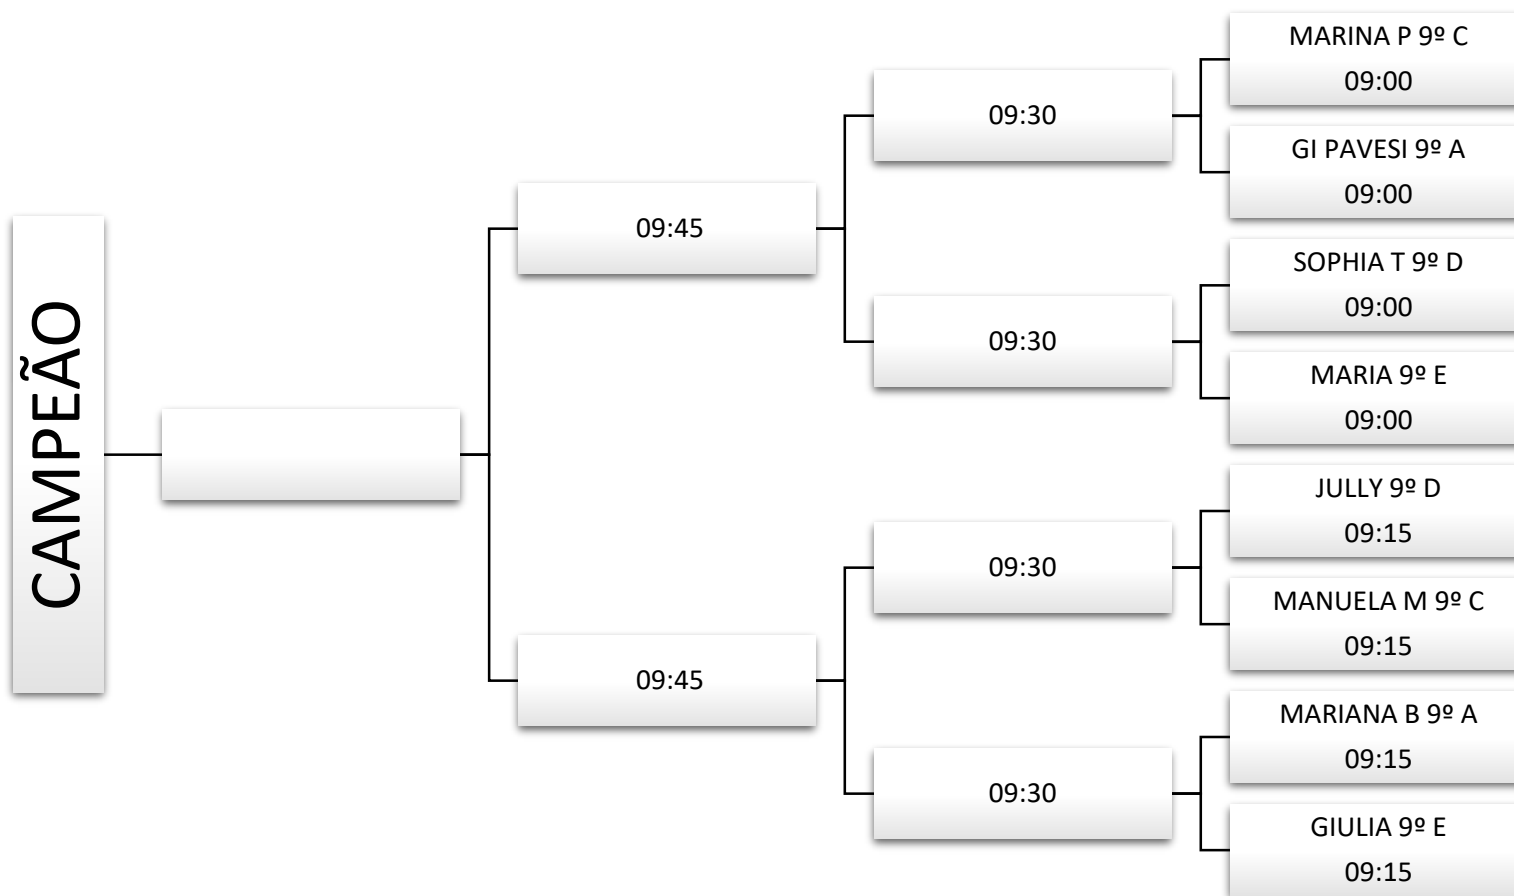 CAMPEÃO
09:45
09:45
09:30
09:30
09:30
09:30
MARINA P 9º C
09:00
GI PAVESI 9º A
09:00
SOPHIA T 9º D
09:00
MARIA 9º E
09:00
JULLY 9º D
09:15
MANUELA M 9º C
09:15
MARIANA B 9º A
09:15
GIULIA 9º E
09:15